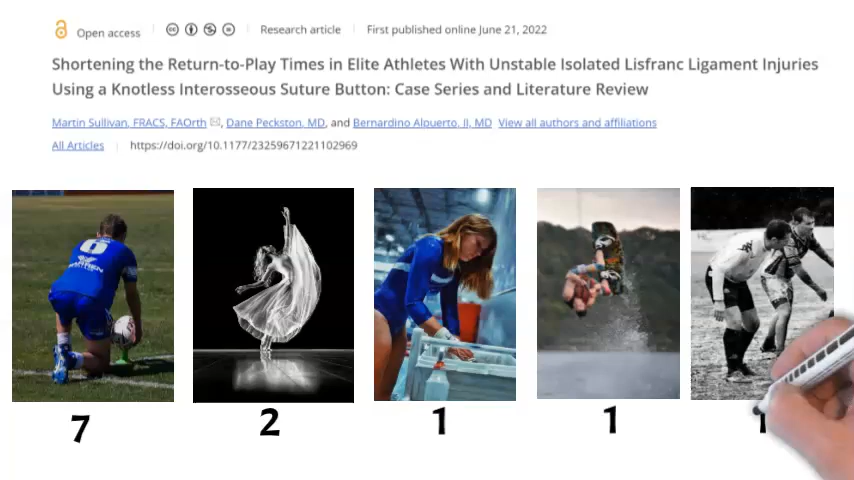 Open access
Research article
First published online June 21, 2022
Shortening the Return-to-Play Times in Elite Athletes With Unstable Isolated Lisfranc Ligament Injuries
Using a Knotless Interosseous Suture Button: Case Series and Literature Review
Martin Sullivan, FRACS, FAOrth, Dane Peckston, MD, and Bernardino Alpuerto, II, MD View all authors and affiliations
All Articles
https://doi.org/10.1177/23259671221102969
6
7 2 1 1